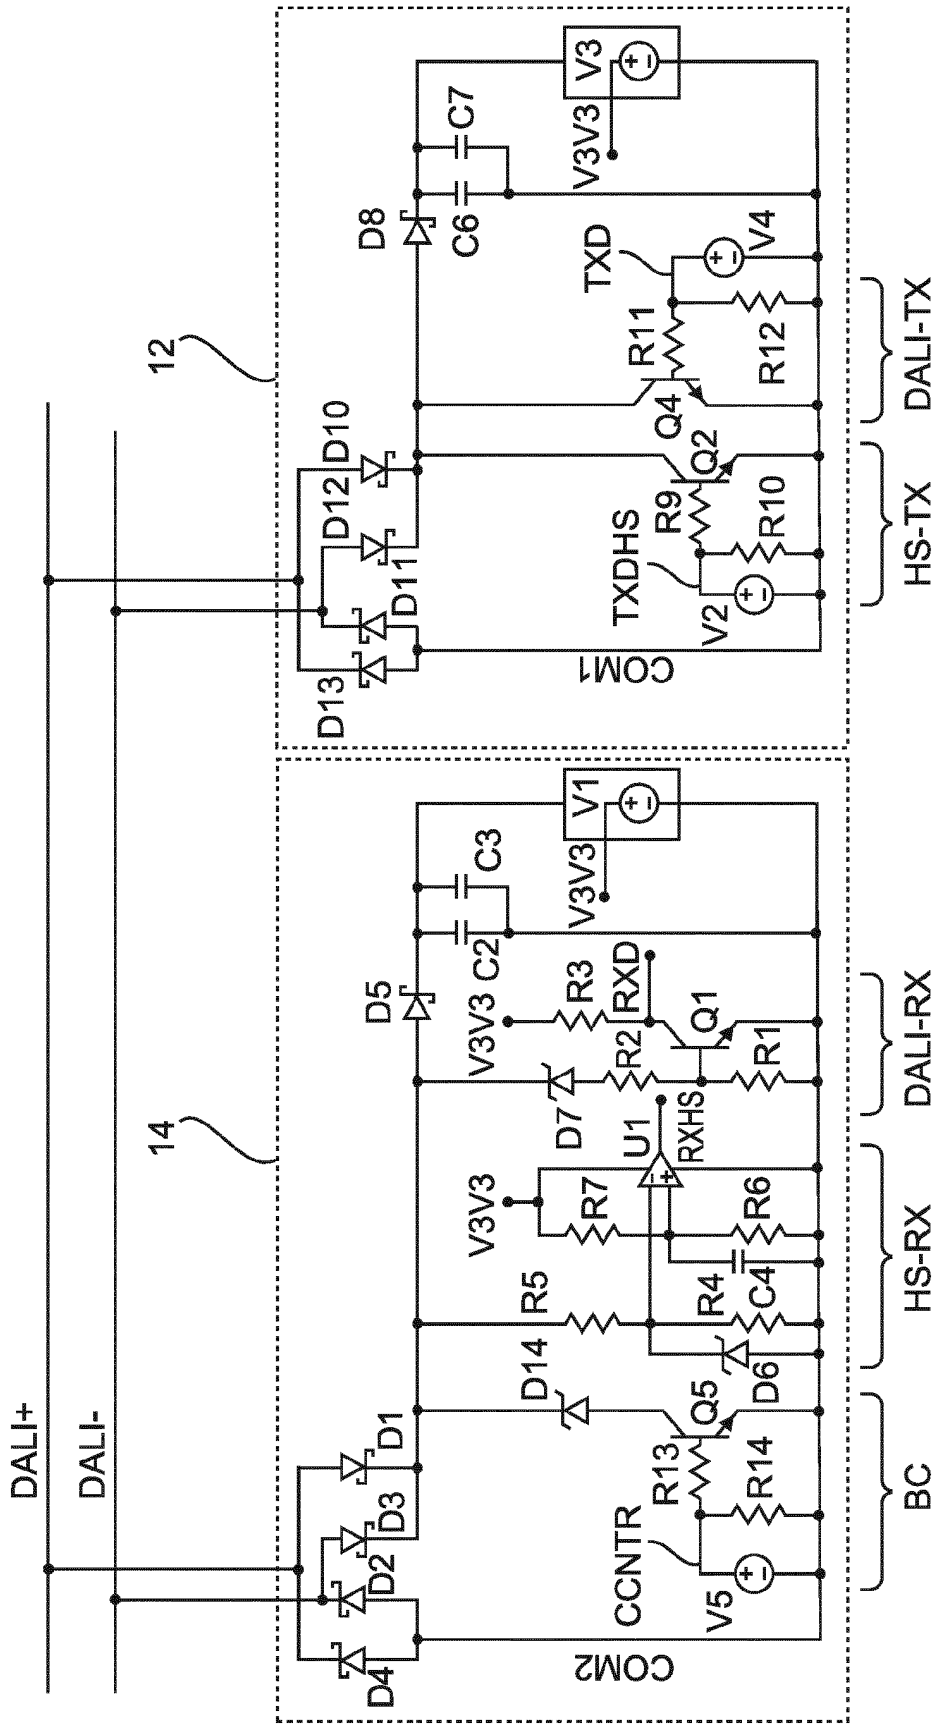 DALI+
DALI-
14
12
D4
D2
D3
D1
D5
C2
C3
V1
V3V3
V3V3
R3
RXD
Q1
R2
R1
D7
U1
RXHS
V3V3
R7
R6
R5
R4
C4
D14
D6
Q5
R13
R14
CCNTR
V5
COM2
BC
HS-RX
DALI-RX
D13
D11
D12
D10
D8
C6
C7
V3
V3V3
TXD
V4
R11
R12
Q4
Q2
R9
R10
TXDHS
V2
COM1
HS-TX
DALI-TX